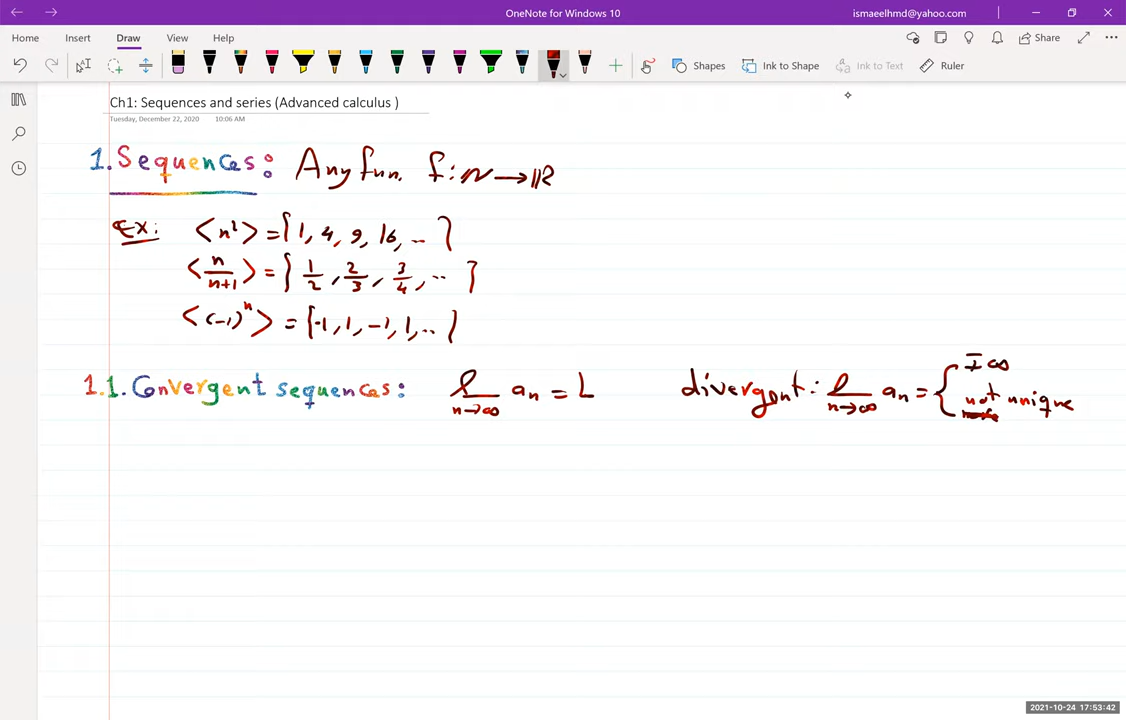 OneNote for Windows 10
ismaeelhmd@yahoo.com
Home Insert Draw View Help
Share
Shapes Ink to Shape Ink to Text Ruler
Ch1: Sequences and series (Advanced calculus )
Tuesday, December 22, 2020 10:06 AM
1. Sequences: Any fun. f: N → IR
Ex: <n²> = {1, 4, 9, 16, ... }
<n/(n+1)> = { 1/2, 2/3, 3/4, ... }
<(-1)^n> = {-1, 1, -1, 1, ... }
1.1. Convergent sequences: l n→∞ aₙ = L divergent: l n→∞ aₙ = { ∓∞
not unique
2021-10-24 17:53:42